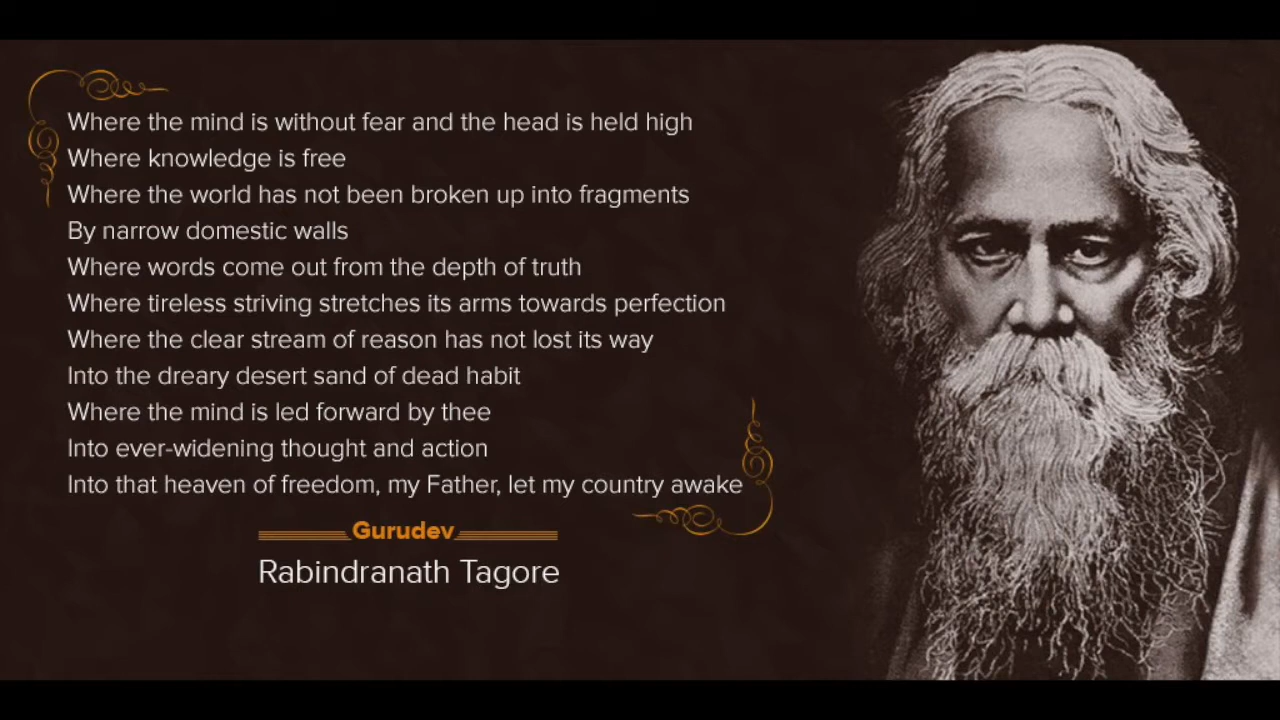 Where the mind is without fear and the head is held high
Where knowledge is free
Where the world has not been broken up into fragments
By narrow domestic walls
Where words come out from the depth of truth
Where tireless striving stretches its arms towards perfection
Where the clear stream of reason has not lost its way
Into the dreary desert sand of dead habit
Where the mind is led forward by thee
Into ever-widening thought and action
Into that heaven of freedom, my Father, let my country awake
Gurudev
Rabindranath Tagore